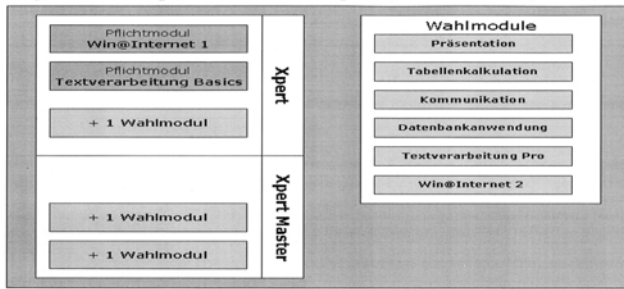 Pflichtmodul
Win@Internet 1
Pflichtmodul
Textverarbeitung Basics
+ 1 Wahlmodul
Xpert
+ 1 Wahlmodul
+ 1 Wahlmodul
Xpert Master
Wahlmodule
Präsentation
Tabellenkalkulation
Kommunikation
Datenbankanwendung
Textverarbeitung Pro
Win@Internet 2